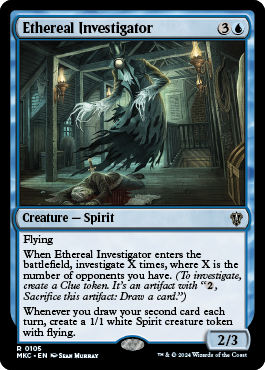 Ethereal Investigator 3
Creature — Spirit
Flying
When Ethereal Investigator enters the
battlefield, investigate X times, where X is the
number of opponents you have. (To investigate,
create a Clue token. It's an artifact with “2,
Sacrifice this artifact: Draw a card.”)
Whenever you draw your second card each
turn, create a 1/1 white Spirit creature token
with flying.
2/3
R 0105
MKC • EN Sean Murray
™ & © 2024 Wizards of the Coast